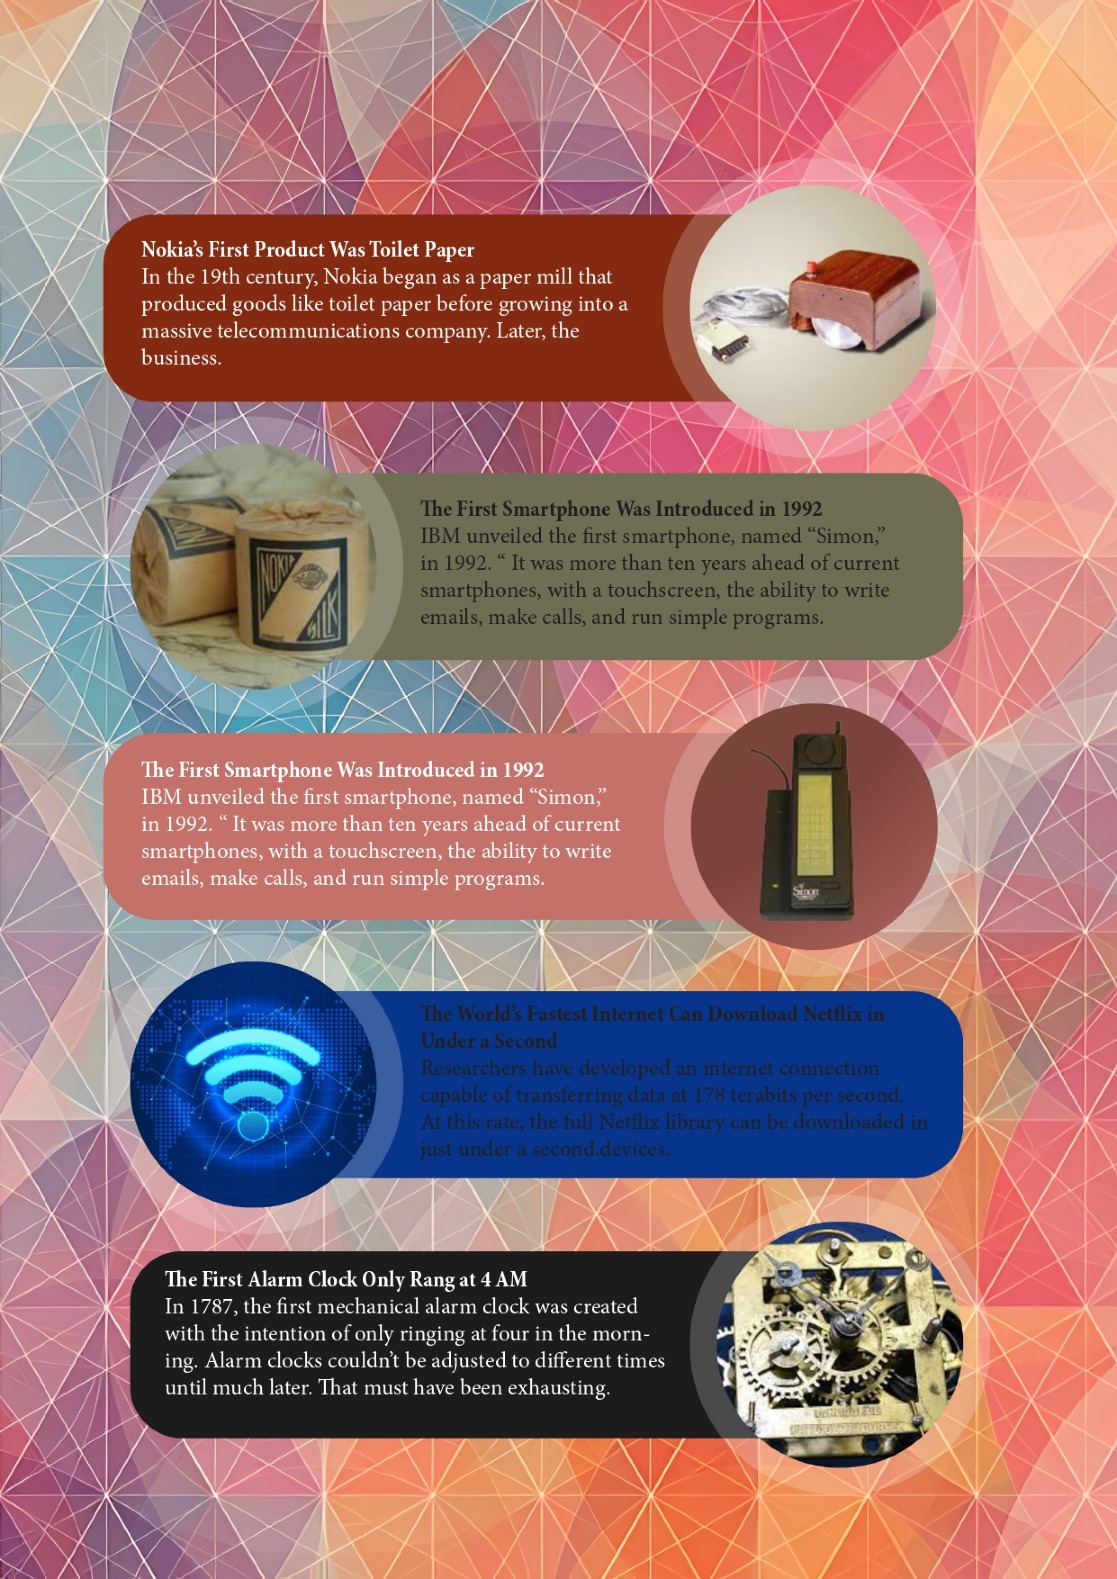 Nokia’s First Product Was Toilet Paper
In the 19th century, Nokia began as a paper mill that
produced goods like toilet paper before growing into a
massive telecommunications company. Later, the
business.
NOKIA
SILK
The First Smartphone Was Introduced in 1992
IBM unveiled the first smartphone, named “Simon,”
in 1992. “ It was more than ten years ahead of current
smartphones, with a touchscreen, the ability to write
emails, make calls, and run simple programs.
The First Smartphone Was Introduced in 1992
IBM unveiled the first smartphone, named “Simon,”
in 1992. “ It was more than ten years ahead of current
smartphones, with a touchscreen, the ability to write
emails, make calls, and run simple programs.
Simon
The World’s Fastest Internet Can Download Netflix in
Under a Second
Researchers have developed an internet connection
capable of transferring data at 178 terabits per second.
At this rate, the full Netflix library can be downloaded in
just under a second.devices.
The First Alarm Clock Only Rang at 4 AM
In 1787, the first mechanical alarm clock was created
with the intention of only ringing at four in the morn-
ing. Alarm clocks couldn’t be adjusted to different times
until much later. That must have been exhausting.